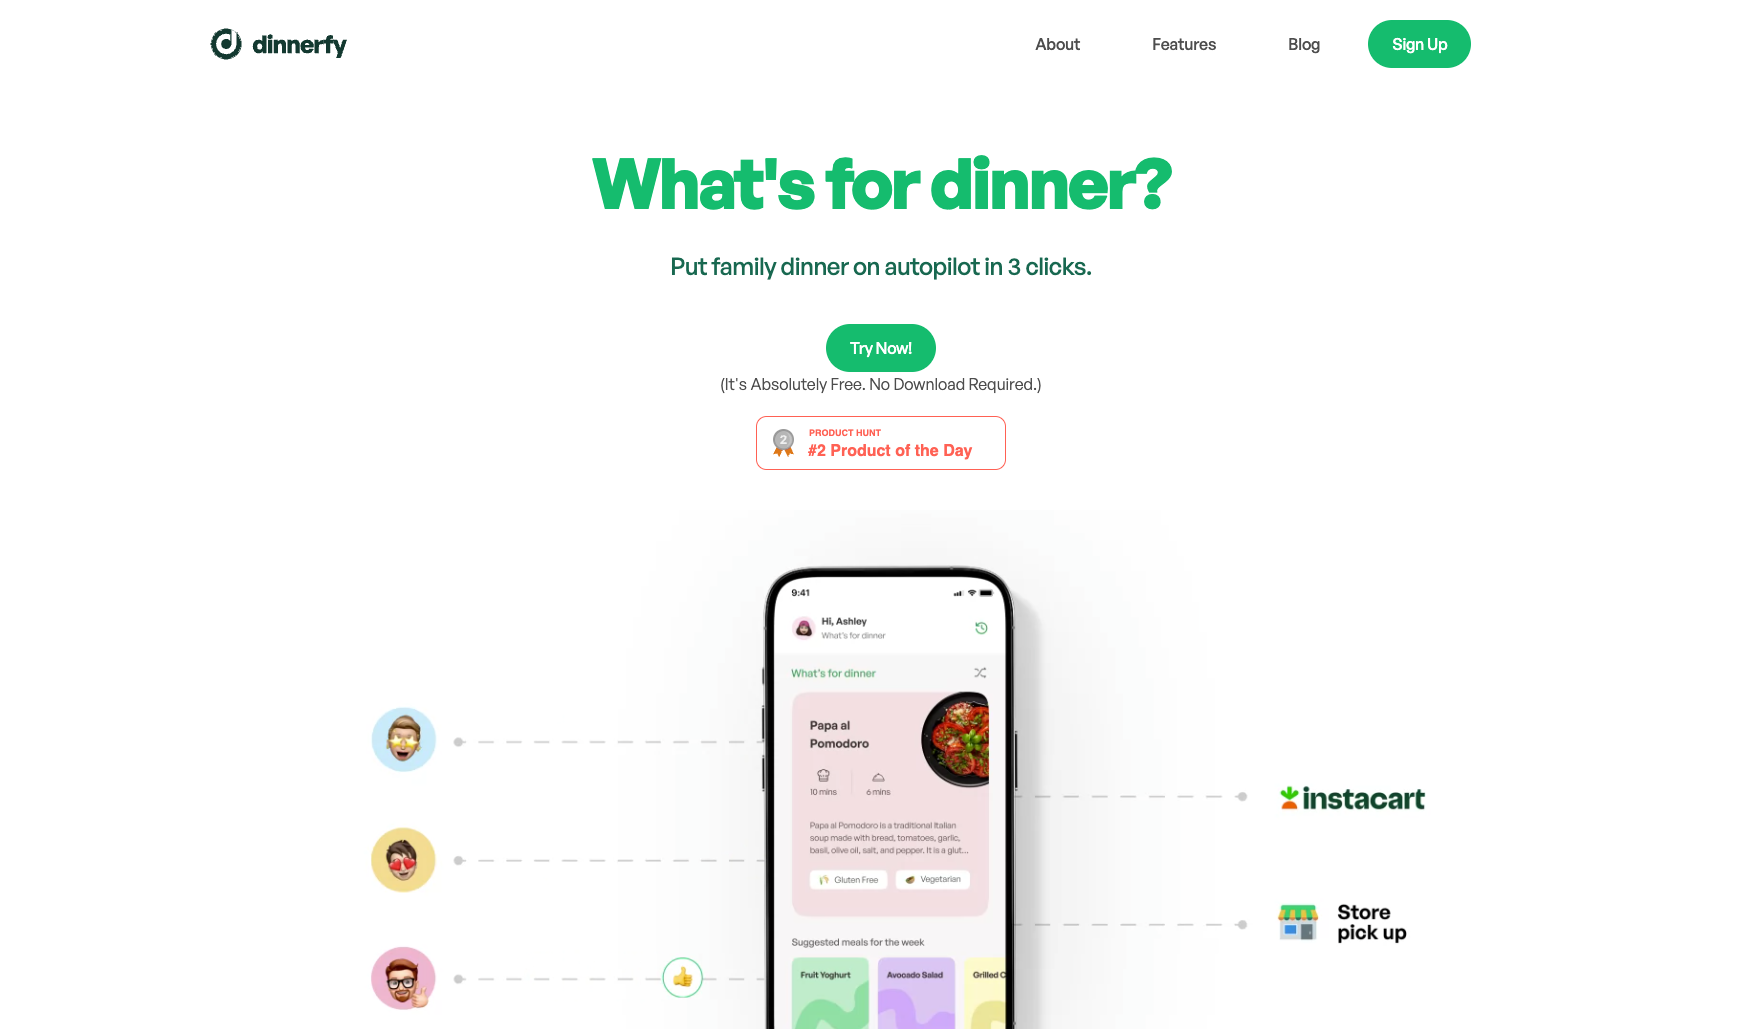 dinnerfy
About
Features
Blog
Sign Up
What's for dinner?
Put family dinner on autopilot in 3 clicks.
Try Now!
(It's Absolutely Free. No Download Required.)
2
PRODUCT HUNT
#2 Product of the Day
9:41
Hi, Ashley
What's for dinner
What's for dinner
Papa al
Pomodoro
10 mins
6 mins
Papa al Pomodoro is a traditional Italian
soup made with bread, tomatoes, garlic,
basil, olive oil, salt, and pepper. It is a glut...
Gluten Free
Vegetarian
Suggested meals for the week
Fruit Yoghurt
Avocado Salad
Grilled C
instacart
Store
pick up